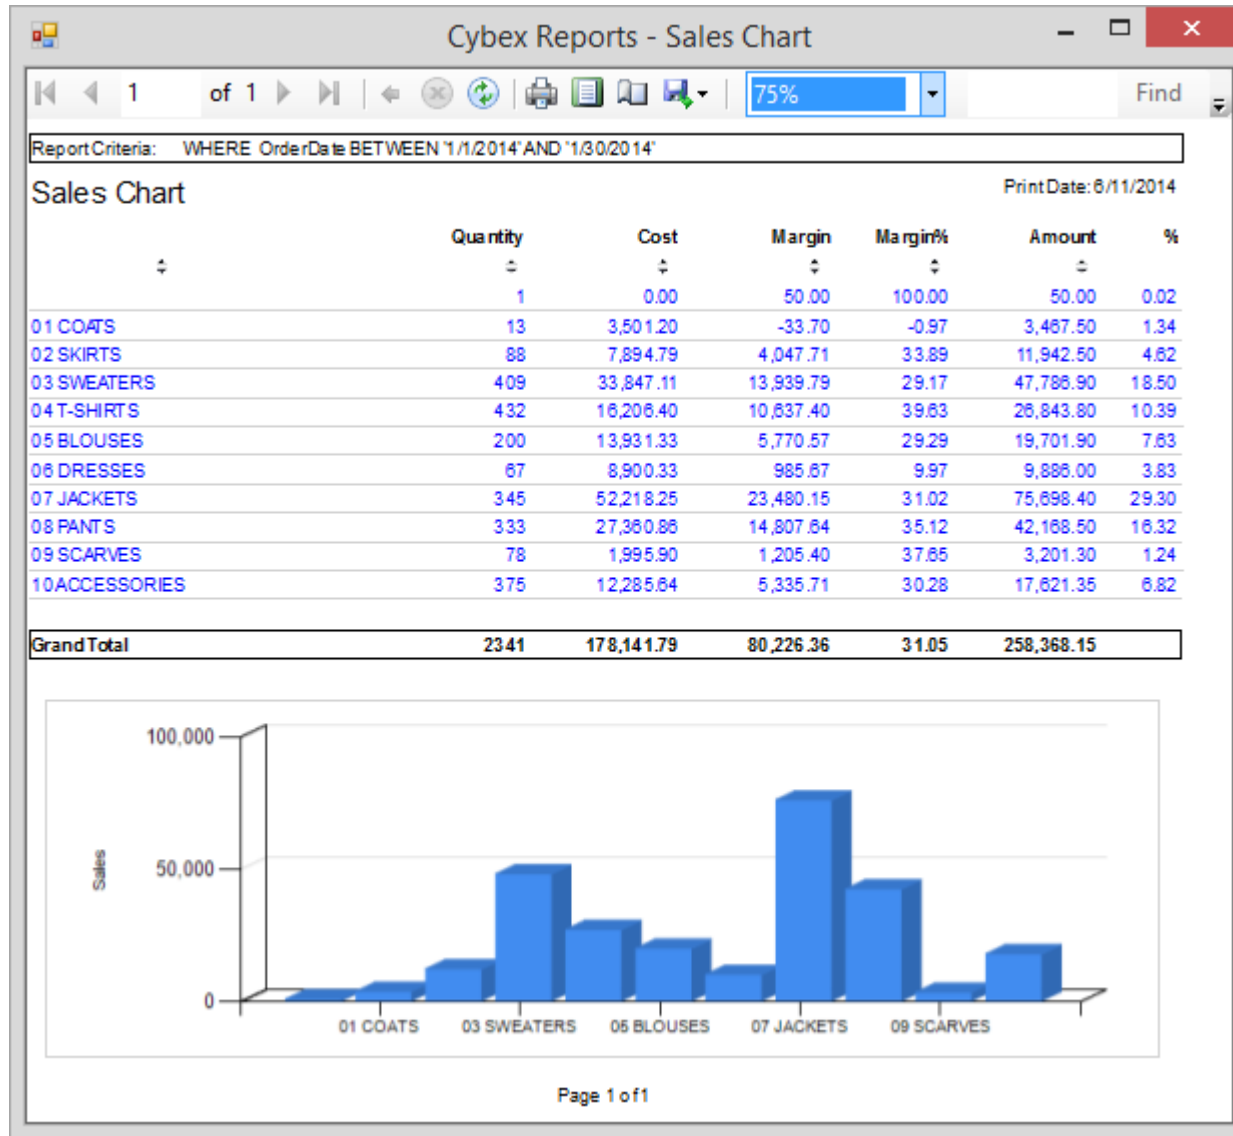 Cybex Reports - Sales Chart
1 of 1 75% Find
Report Criteria: WHERE OrderDate BETWEEN '1/1/2014' AND '1/30/2014'
Sales Chart Print Date: 6/11/2014
Quantity Cost Margin Margin% Amount %
1 0.00 50.00 100.00 50.00 0.02
01 COATS 13 3,501.20 -33.70 -0.97 3,467.50 1.34
02 SKIRTS 88 7,894.79 4,047.71 33.89 11,942.50 4.62
03 SWEATERS 409 33,847.11 13,939.79 29.17 47,786.90 18.50
04 T-SHIRTS 432 16,206.40 10,637.40 39.63 26,843.80 10.39
05 BLOUSES 200 13,931.33 5,770.57 29.29 19,701.90 7.63
06 DRESSES 67 8,900.33 985.67 9.97 9,886.00 3.83
07 JACKETS 345 52,218.25 23,480.15 31.02 75,698.40 29.30
08 PANTS 333 27,360.86 14,807.64 35.12 42,168.50 16.32
09 SCARVES 78 1,995.90 1,205.40 37.65 3,201.30 1.24
10 ACCESSORIES 375 12,285.64 5,335.71 30.28 17,621.35 6.82
Grand Total 2341 178,141.79 80,226.36 31.05 258,368.15
100,000
50,000
0
Sales
01 COATS 03 SWEATERS 05 BLOUSES 07 JACKETS 09 SCARVES
Page 1 of 1